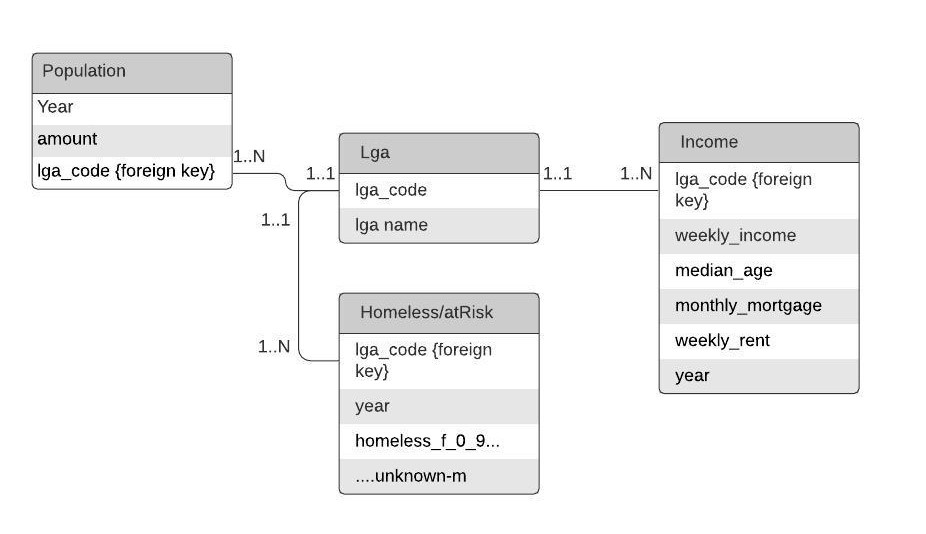 Population
Year
amount
lga_code {foreign key}
1..N
1..1
Lga
lga_code
lga name
1..1
1..N
Income
lga_code {foreign
key}
weekly_income
median_age
monthly_mortgage
weekly_rent
year
1..1
1..N
Homeless/atRisk
lga_code {foreign
key}
year
homeless_f_0_9...
....unknown-m